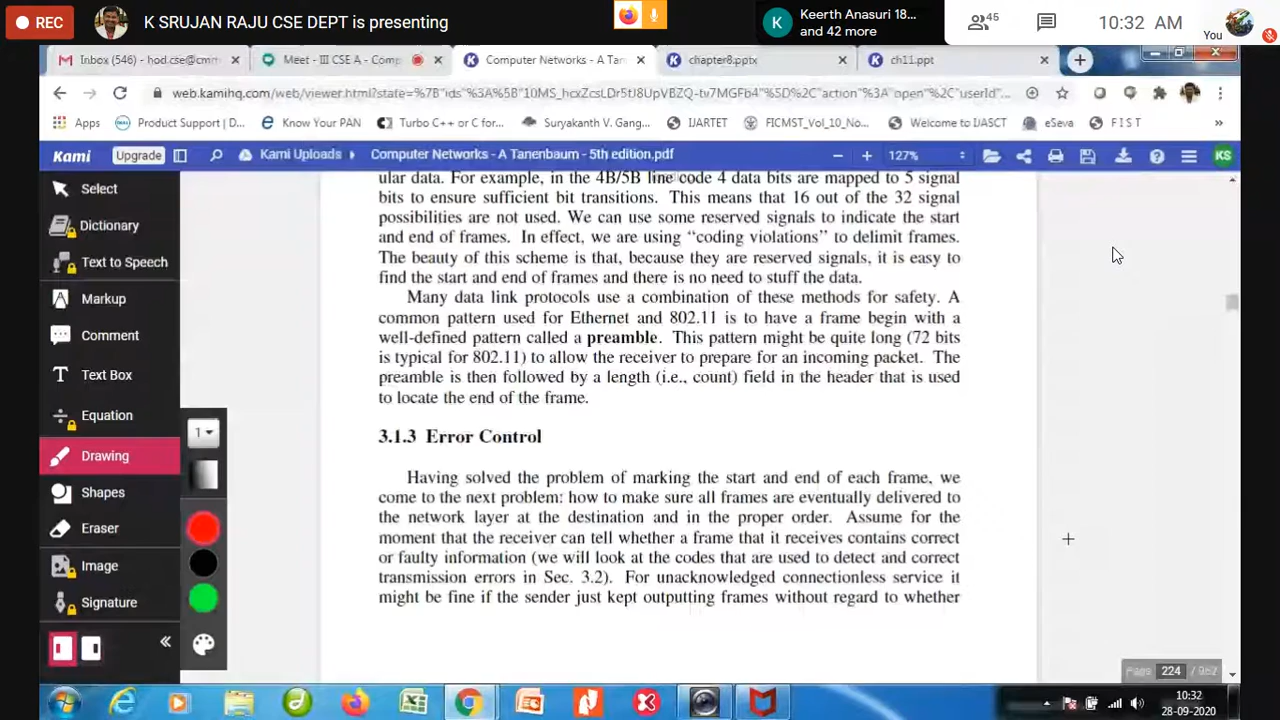 REC
K SRUJAN RAJU CSE DEPT is presenting
Keerth Anasuri 18...
and 42 more
K
45
10:32 AM
You
Inbox (546) - hod.cse@cmr
Meet - III CSE A - Comp
Computer Networks - A Tan
chapter8.pptx
ch11.ppt
Apps
Product Support | D...
Know Your PAN
Turbo C++ or C for...
Suryakanth V. Gang...
IJARTET
FICMST_Vol_10_No...
Welcome to IJASCT
eSeva
F I S T
»
Kami
Upgrade
Kami Uploads
Computer Networks - A Tanenbaum - 5th edition.pdf
127%
KS
Select
Dictionary
Text to Speech
Markup
Comment
Text Box
Equation
Drawing
Shapes
Eraser
Image
Signature
1
ular data. For example, in the 4B/5B line code 4 data bits are mapped to 5 signal
bits to ensure sufficient bit transitions. This means that 16 out of the 32 signal
possibilities are not used. We can use some reserved signals to indicate the start
and end of frames. In effect, we are using “coding violations” to delimit frames.
The beauty of this scheme is that, because they are reserved signals, it is easy to
find the start and end of frames and there is no need to stuff the data.
Many data link protocols use a combination of these methods for safety. A
common pattern used for Ethernet and 802.11 is to have a frame begin with a
well-defined pattern called a preamble. This pattern might be quite long (72 bits
is typical for 802.11) to allow the receiver to prepare for an incoming packet. The
preamble is then followed by a length (i.e., count) field in the header that is used
to locate the end of the frame.
3.1.3 Error Control
Having solved the problem of marking the start and end of each frame, we
come to the next problem: how to make sure all frames are eventually delivered to
the network layer at the destination and in the proper order. Assume for the
moment that the receiver can tell whether a frame that it receives contains correct
or faulty information (we will look at the codes that are used to detect and correct
transmission errors in Sec. 3.2). For unacknowledged connectionless service it
might be fine if the sender just kept outputting frames without regard to whether
Page 224
10:32
28-09-2020